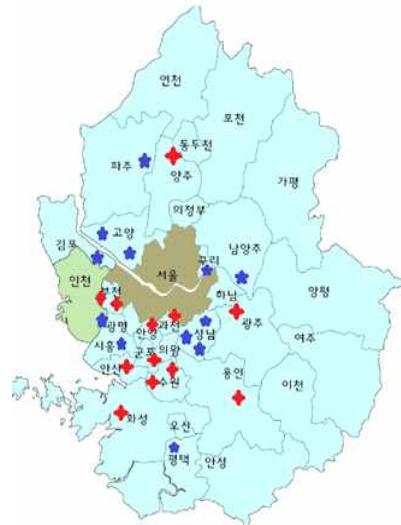 연천
포천
동두천
파주
양주
가평
의정부
고양
남양주
김포
구리
서울
양평
인천
하남
부천
광주
광명
안양
과천
여주
시흥
성남
군포
의왕
안산
수원
용인
이천
화성
오산
평택
안성